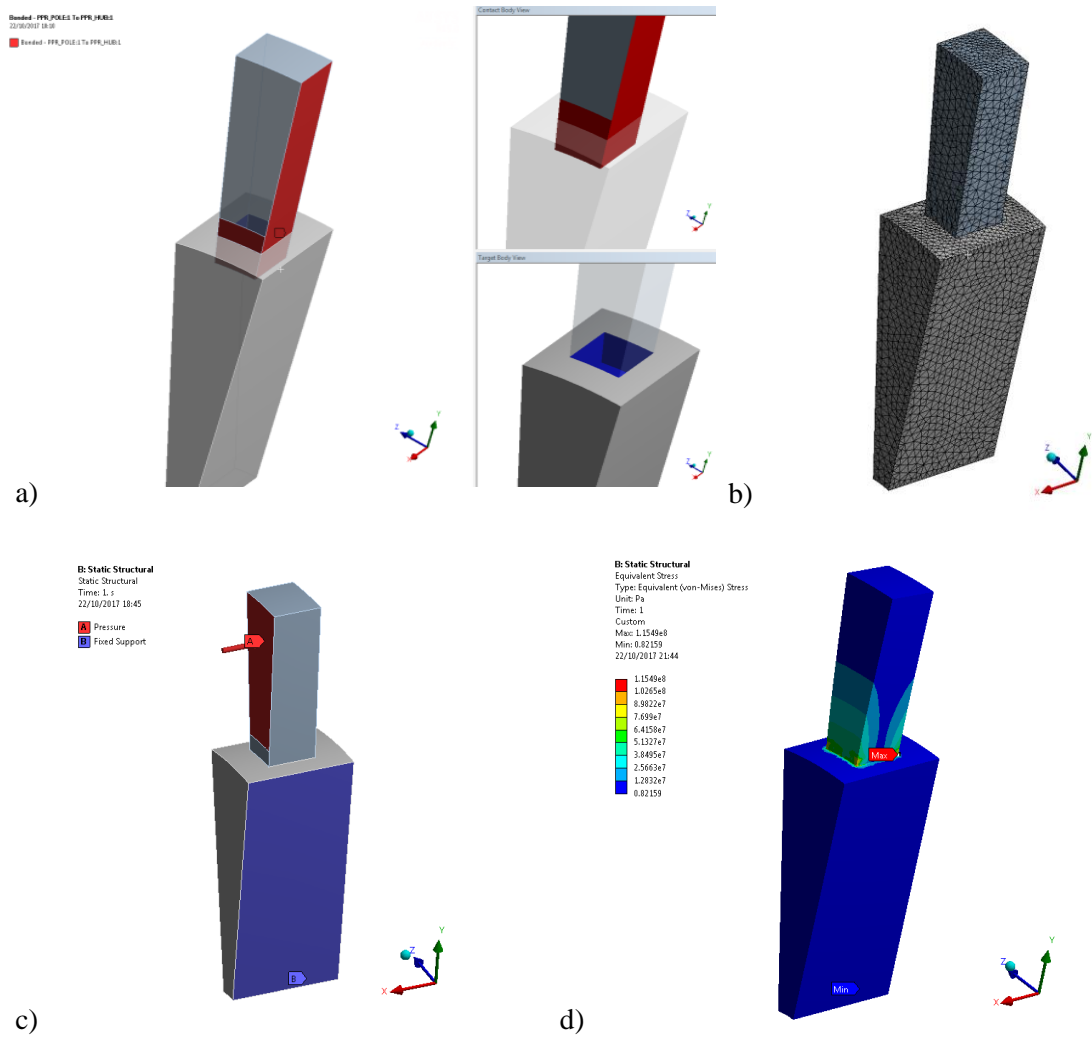 Bonded - PPR_POLE:1 To PPR_HUB:1
22/10/2017 18:10
Bonded - PPR_POLE:1 To PPR_HUB:1
Contact Body View
Z
Y
X
Target Body View
Z
Y
Z
Y
X
a)
b)
B: Static Structural
Static Structural
Time: 1. s
22/10/2017 18:45
A Pressure
B Fixed Support
A
B
Z
Y
X
c)
B: Static Structural
Equivalent Stress
Type: Equivalent (von-Mises) Stress
Unit: Pa
Time: 1
Custom
Max: 1.1549e8
Min: 0.82159
22/10/2017 21:44
1.1549e8
1.0265e8
8.9822e7
7.699e7
6.4158e7
5.1327e7
3.8495e7
2.5663e7
1.2832e7
0.82159
Max
Min
Z
Y
X
d)